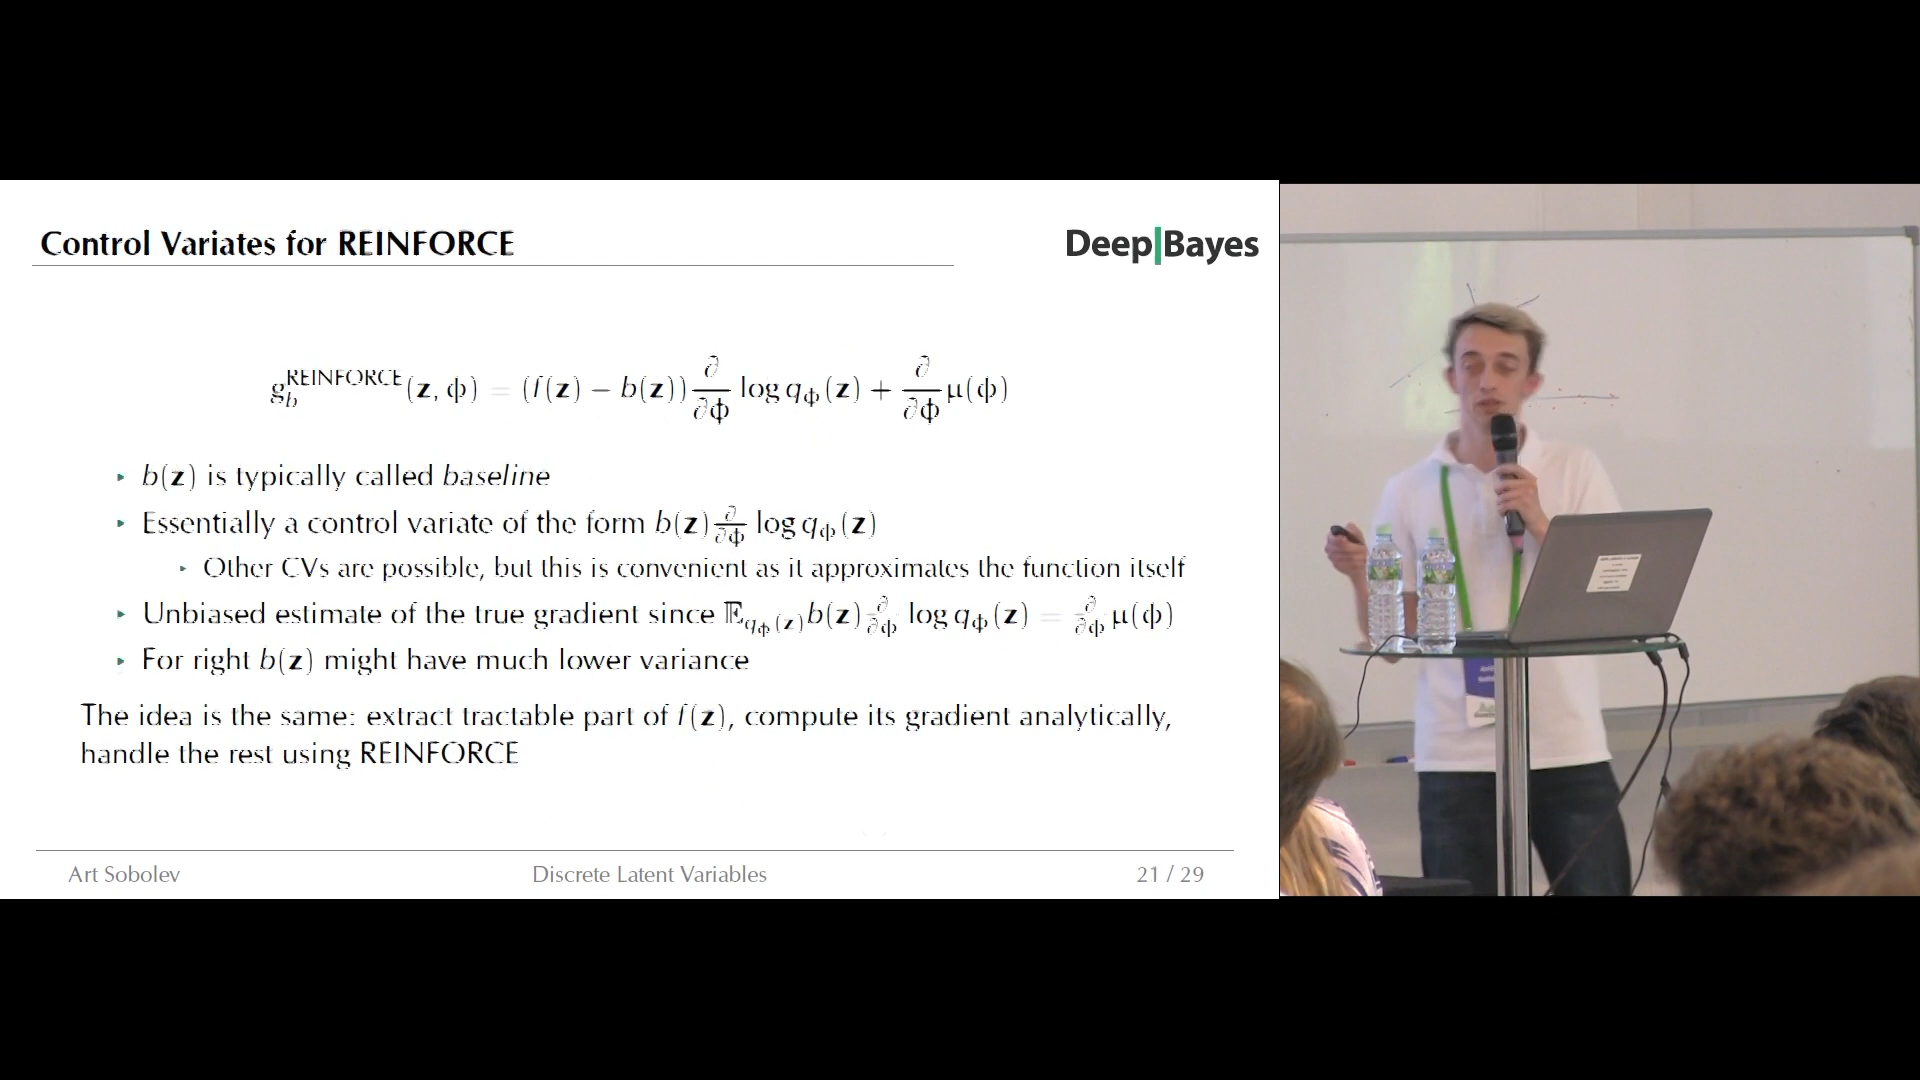 Control Variates for REINFORCE
Deep|Bayes
g_b^REINFORCE(z, ϕ) = (f(z) − b(z)) ∂/∂ϕ log q_ϕ(z) + ∂/∂ϕ μ(ϕ)
▸ b(z) is typically called baseline
▸ Essentially a control variate of the form b(z) ∂/∂ϕ log q_ϕ(z)
▸ Other CVs are possible, but this is convenient as it approximates the function itself
▸ Unbiased estimate of the true gradient since 𝔼_{q_ϕ(z)} b(z) ∂/∂ϕ log q_ϕ(z) = ∂/∂ϕ μ(ϕ)
▸ For right b(z) might have much lower variance
The idea is the same: extract tractable part of f(z), compute its gradient analytically,
handle the rest using REINFORCE
Art Sobolev
Discrete Latent Variables
21 / 29